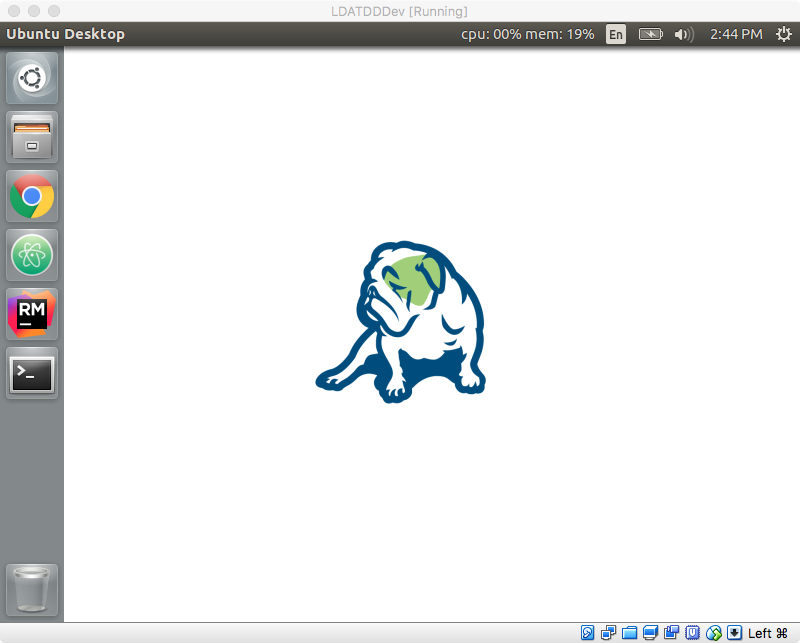 LDATDDDev [Running]
Ubuntu Desktop
cpu: 00% mem: 19%
En
2:44 PM
RM
>_
Left ⌘